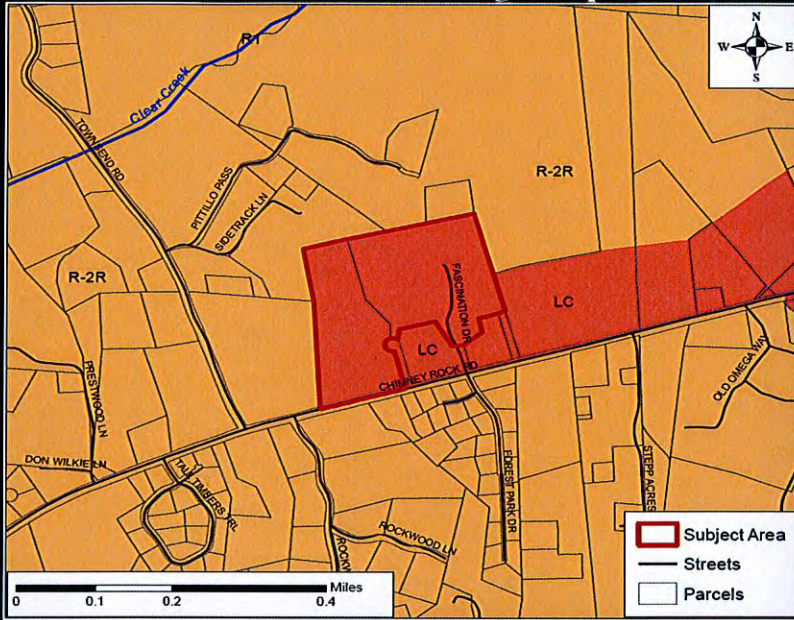 N
W E
S
R1
Clear Creek
TOWNSEND RD
R-2R
PITTILLO PASS
SIDETRACK LN
R-2R
FASCINATION DR
LC
LC
CHIMNEY ROCK RD
OLD OMEGA WAY
PRESTWOOD LN
DON WILKIE LN
TALL TIMBERS TRL
FOREST PARK DR
STEPP ACRES
ROCKWOOD LN
ROCKW
Subject Area
Streets
Parcels
Miles
0 0.1 0.2 0.4